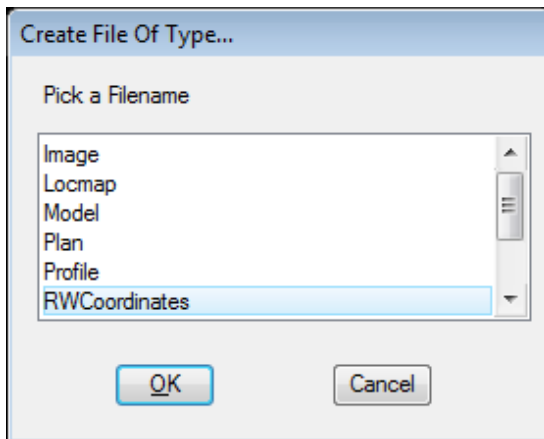 Create File Of Type...
Pick a Filename
Image
Locmap
Model
Plan
Profile
RWCoordinates
OK
Cancel